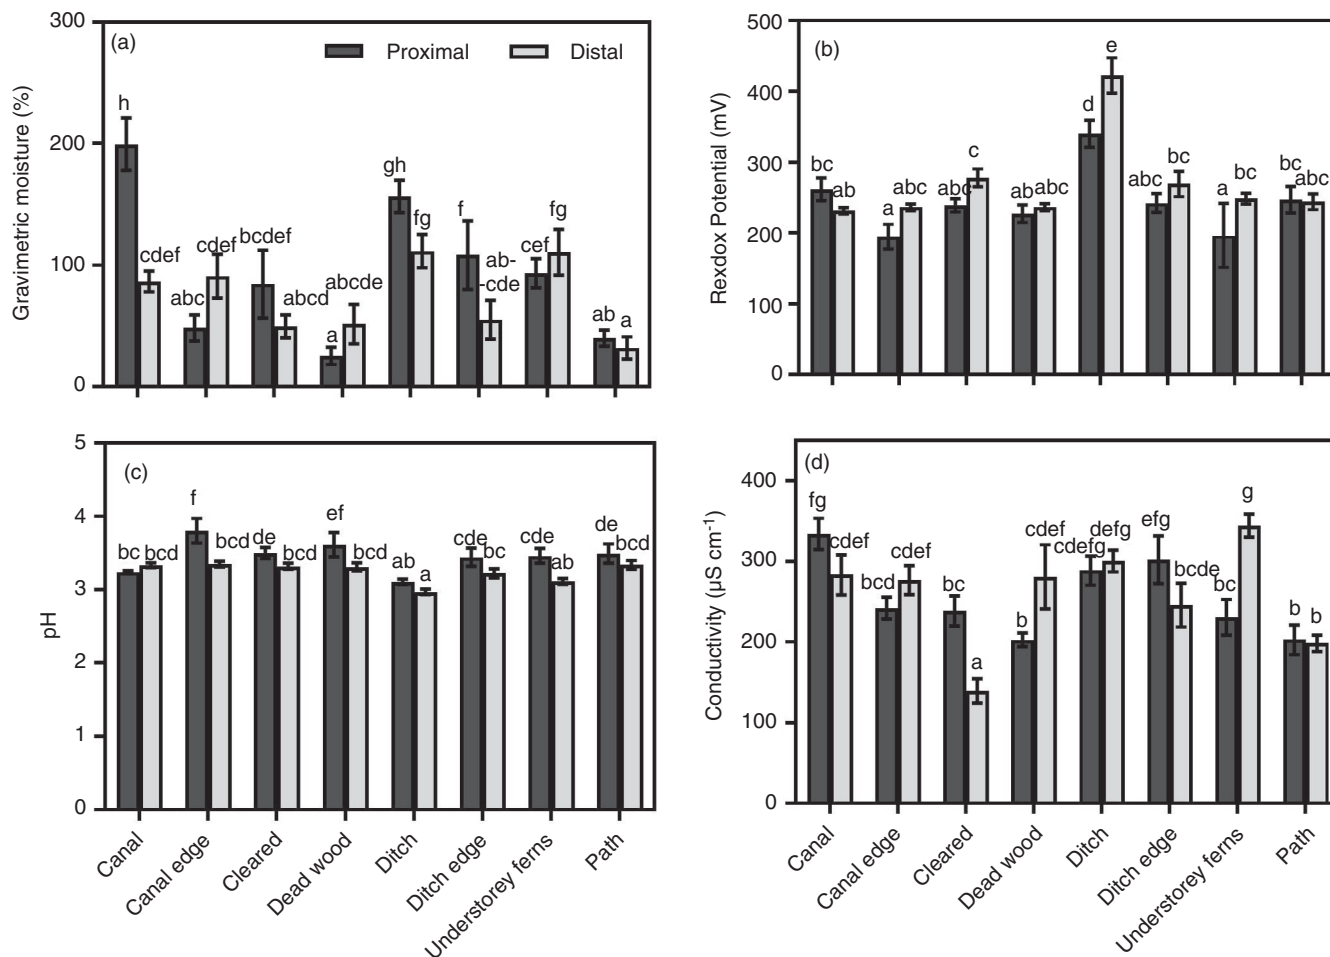 (a)
Proximal
Distal
Gravimetric moisture (%)
300
200
100
0
h
cdef
abc
cdef
bcdef
abcd
a
abcde
gh
fg
f
ab-
-cde
cef
fg
ab
a
(b)
Rexdox Potential (mV)
500
400
300
200
100
0
bc
ab
a
abc
abc
c
ab
abc
d
e
abc
bc
a
bc
bc
abc
(c)
pH
5
4
3
2
1
0
bc
bcd
f
bcd
de
bcd
ef
bcd
ab
a
cde
bc
cde
ab
de
bcd
Canal
Canal edge
Cleared
Dead wood
Ditch
Ditch edge
Understorey ferns
Path
(d)
Conductivity (µS cm⁻¹)
400
300
200
100
0
fg
cdef
bcd
cdef
bc
a
b
cdef
cdefg
defg
efg
bcde
bc
g
b
b
Canal
Canal edge
Cleared
Dead wood
Ditch
Ditch edge
Understorey ferns
Path